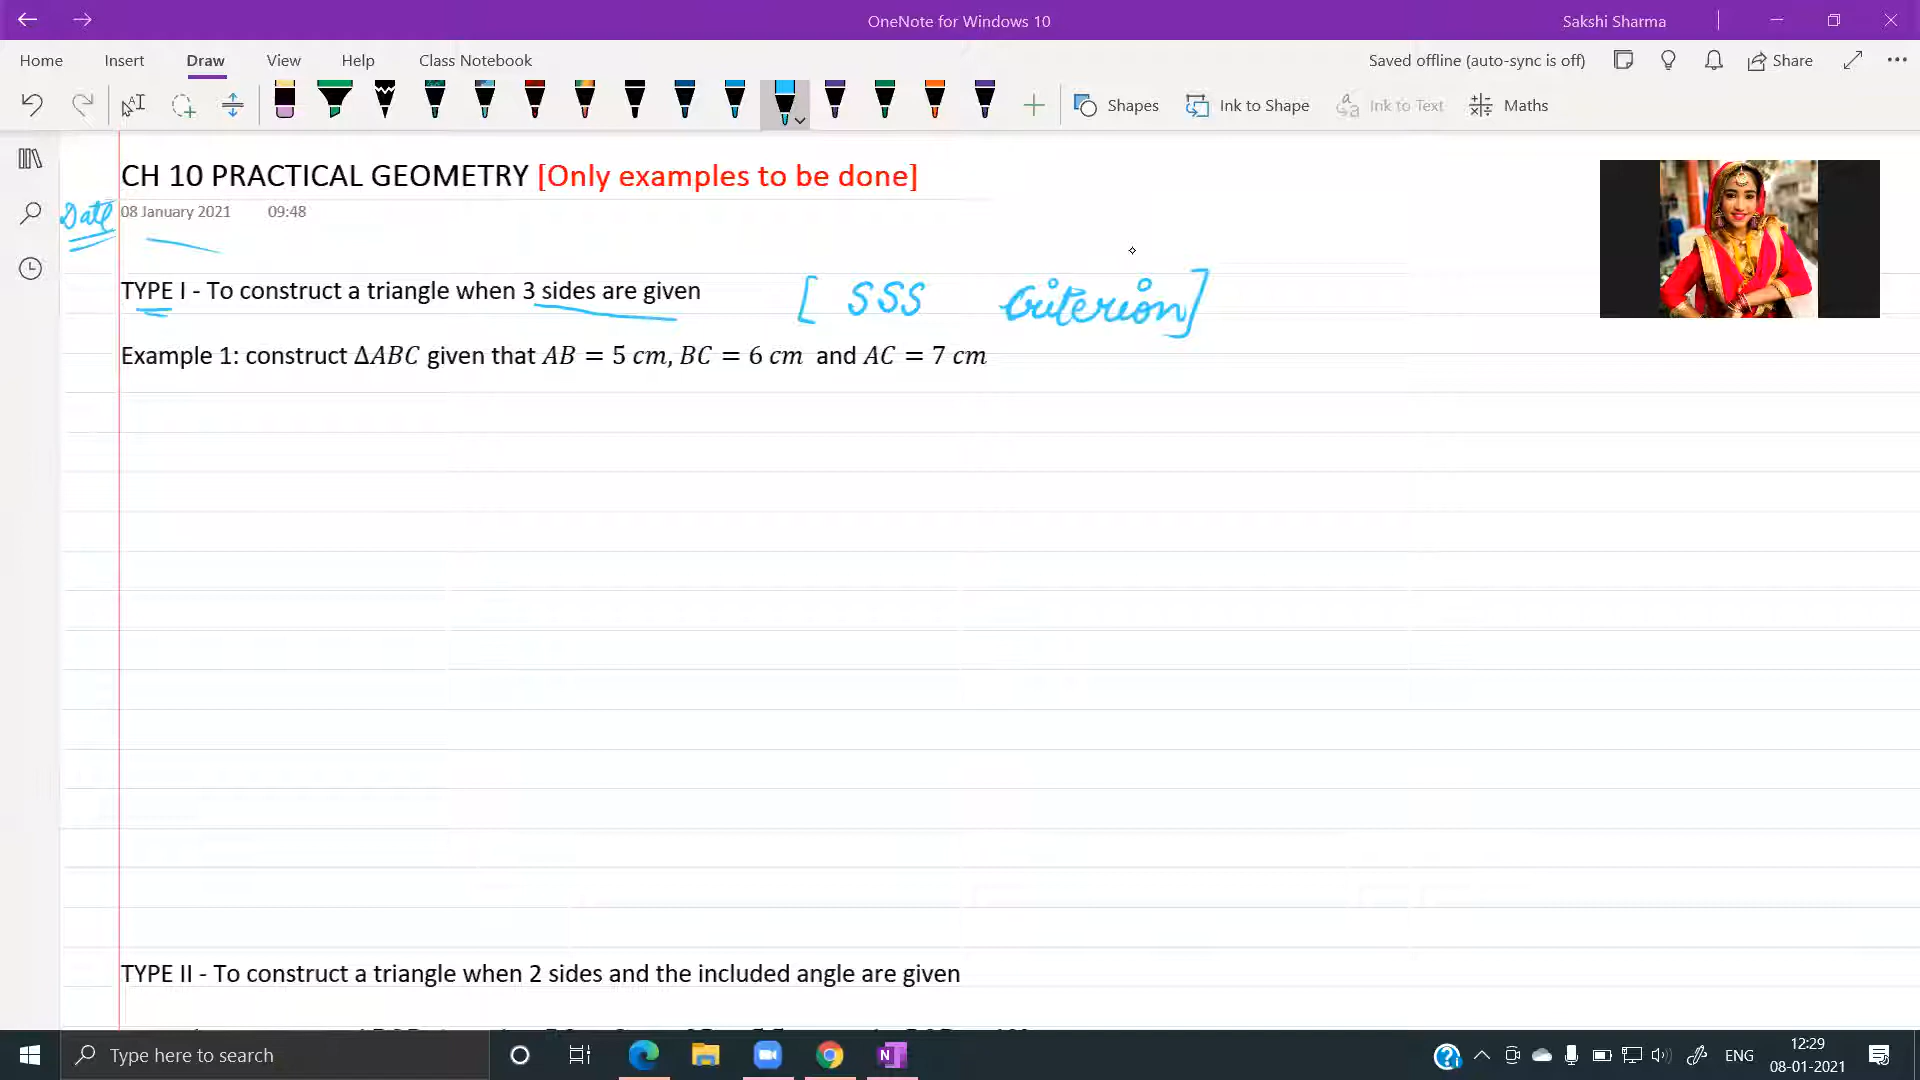 OneNote for Windows 10
Sakshi Sharma
Home Insert Draw View Help Class Notebook
Saved offline (auto-sync is off) Share
Shapes Ink to Shape Ink to Text Maths
CH 10 PRACTICAL GEOMETRY [Only examples to be done]
Date 08 January 2021 09:48
TYPE I - To construct a triangle when 3 sides are given [ SSS Criterion]
Example 1: construct ∆ABC given that AB = 5 cm, BC = 6 cm and AC = 7 cm
TYPE II - To construct a triangle when 2 sides and the included angle are given
Type here to search
ENG
12:29
08-01-2021